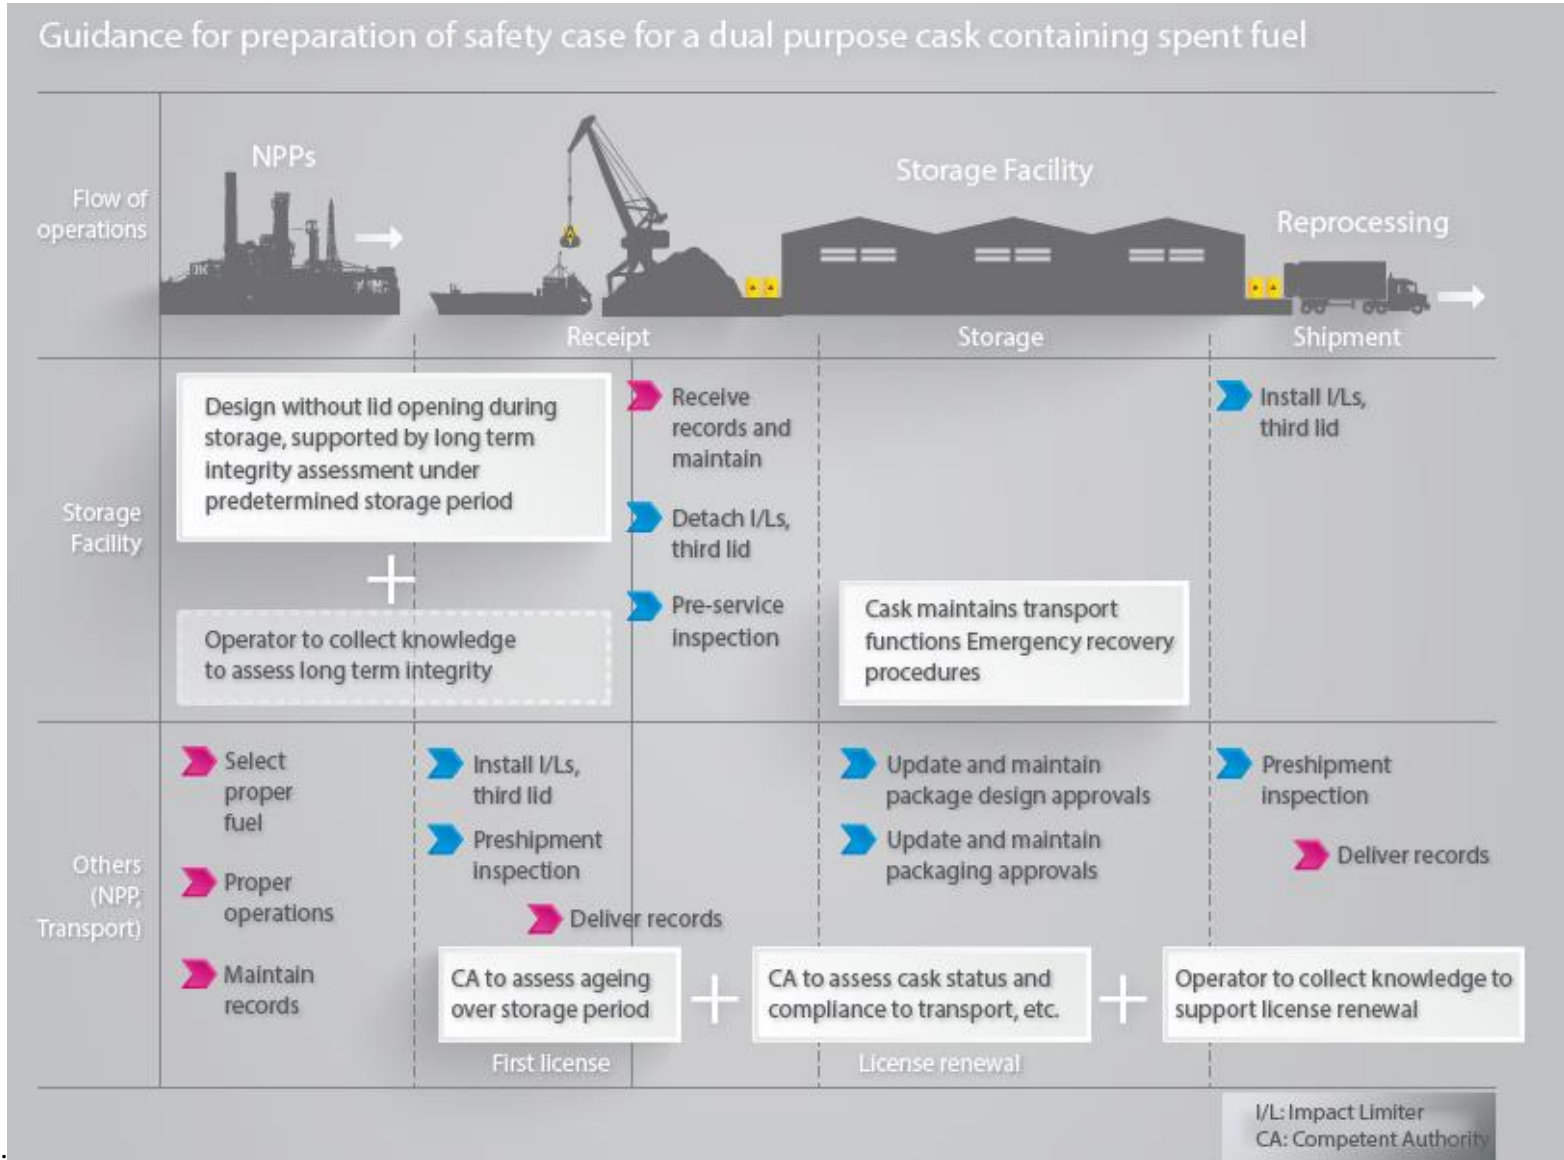 Guidance for preparation of safety case for a dual purpose cask containing spent fuel
Flow of
operations
NPPs
Storage Facility
Reprocessing
Receipt
Storage
Shipment
Storage
Facility
Design without lid opening during
storage, supported by long term
integrity assessment under
predetermined storage period
+
Operator to collect knowledge
to assess long term integrity
Receive
records and
maintain
Detach I/Ls,
third lid
Pre-service
inspection
Cask maintains transport
functions Emergency recovery
procedures
Install I/Ls,
third lid
Others
(NPP,
Transport)
Select
proper
fuel
Proper
operations
Maintain
records
Install I/Ls,
third lid
Preshipment
inspection
Deliver records
Update and maintain
package design approvals
Update and maintain
packaging approvals
Preshipment
inspection
Deliver records
CA to assess ageing
over storage period
+
CA to assess cask status and
compliance to transport, etc.
+
Operator to collect knowledge to
support license renewal
First license
License renewal
I/L: Impact Limiter
CA: Competent Authority
.